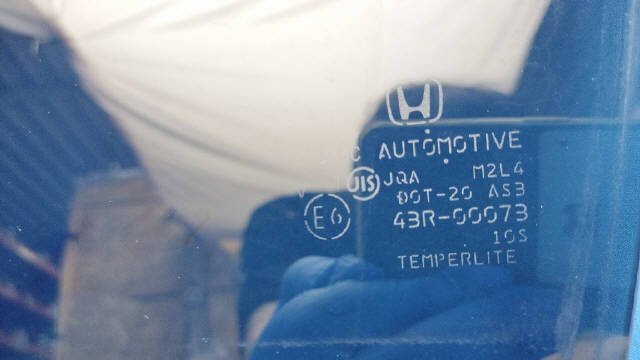 C AUTOMOTIVE
JIS JQA M2L4
DOT-20 AS3
E6 43R-00073
10S
TEMPERLITE